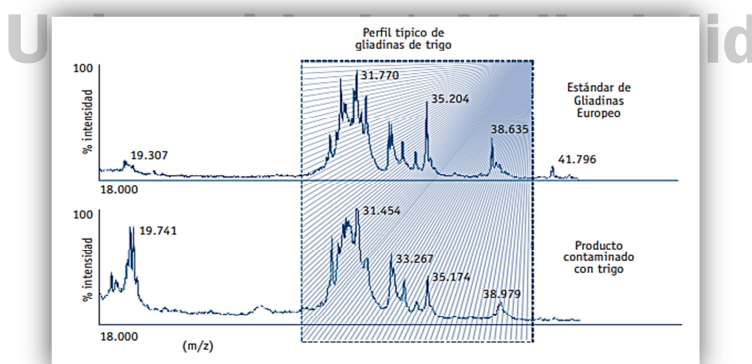 Perfil típico de
gliadinas de trigo
100
% intensidad
31.770
35.204
38.635
41.796
19.307
18.000
Estándar de
Gliadinas
Europeo
100
% intensidad
19.741
31.454
33.267
35.174
38.979
18.000
(m/z)
Producto
contaminado
con trigo